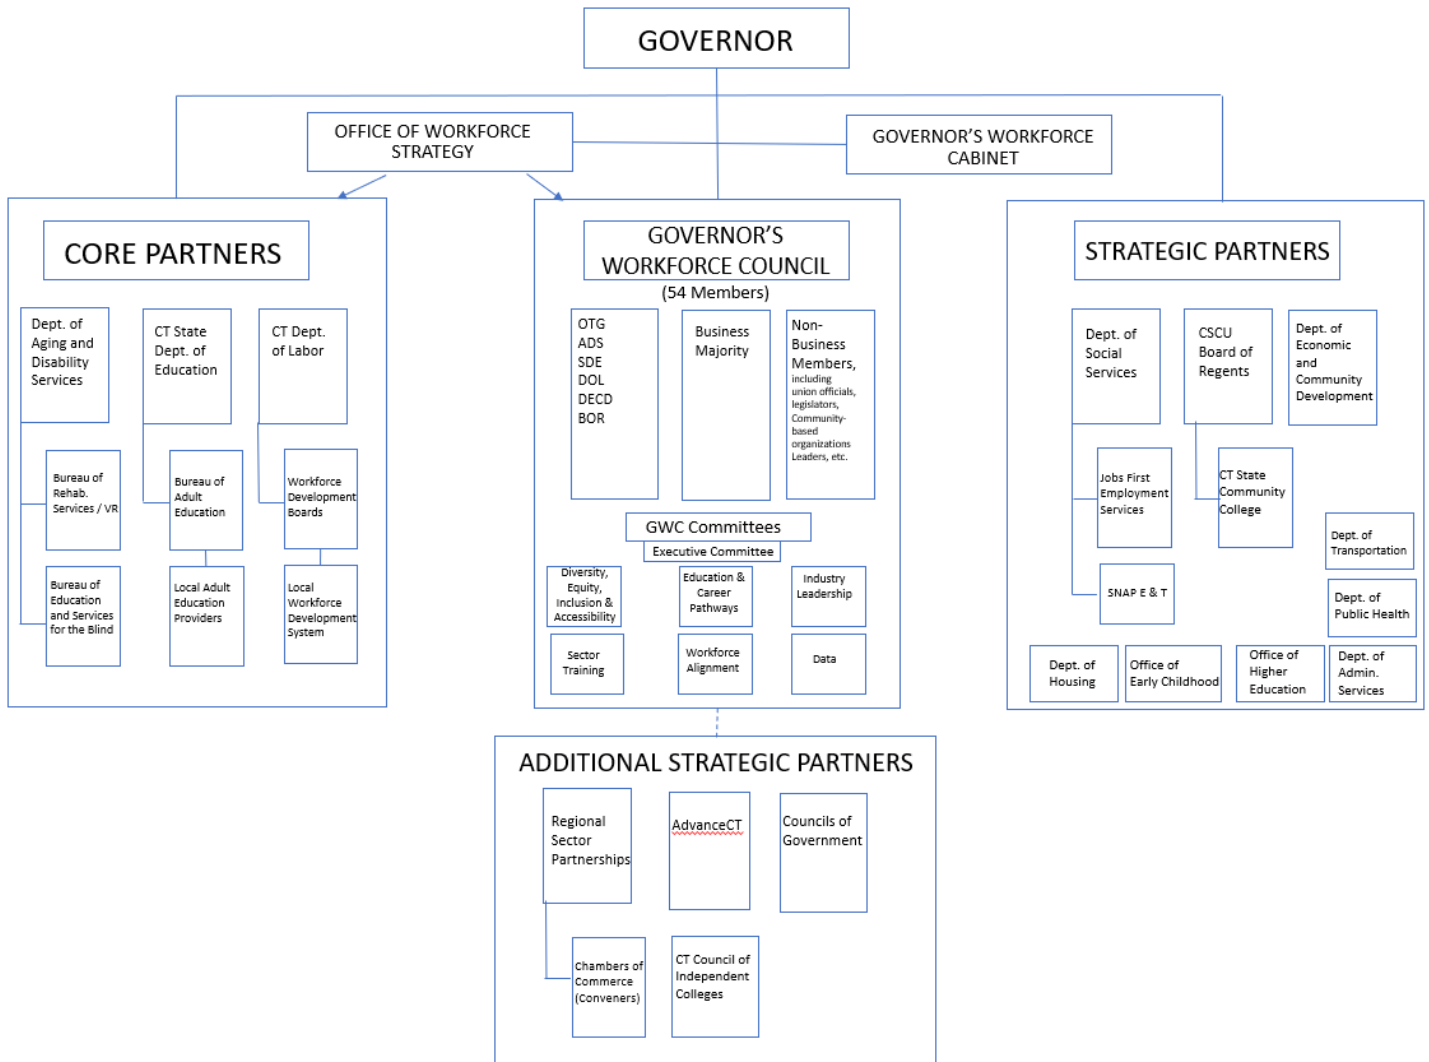 GOVERNOR
OFFICE OF WORKFORCE
STRATEGY
GOVERNOR’S WORKFORCE
CABINET
CORE PARTNERS
Dept. of
Aging and
Disability
Services
CT State
Dept. of
Education
CT Dept.
of Labor
Bureau of
Rehab.
Services / VR
Bureau of
Adult
Education
Workforce
Development
Boards
Bureau of
Education
and Services
for the Blind
Local Adult
Education
Providers
Local
Workforce
Development
System
GOVERNOR’S
WORKFORCE COUNCIL
(54 Members)
OTG
ADS
SDE
DOL
DECD
BOR
Business
Majority
Non-
Business
Members,
including
union officials,
legislators,
Community-
based
organizations
Leaders, etc.
GWC Committees
Executive Committee
Diversity,
Equity,
Inclusion &
Accessibility
Education &
Career
Pathways
Industry
Leadership
Sector
Training
Workforce
Alignment
Data
STRATEGIC PARTNERS
Dept. of
Social
Services
CSCU
Board of
Regents
Dept. of
Economic
and
Community
Development
Jobs First
Employment
Services
CT State
Community
College
SNAP E & T
Dept. of
Transportation
Dept. of
Public Health
Dept. of
Housing
Office of
Early Childhood
Office of
Higher
Education
Dept. of
Admin.
Services
ADDITIONAL STRATEGIC PARTNERS
Regional
Sector
Partnerships
AdvanceCT
Councils of
Government
Chambers of
Commerce
(Conveners)
CT Council of
Independent
Colleges